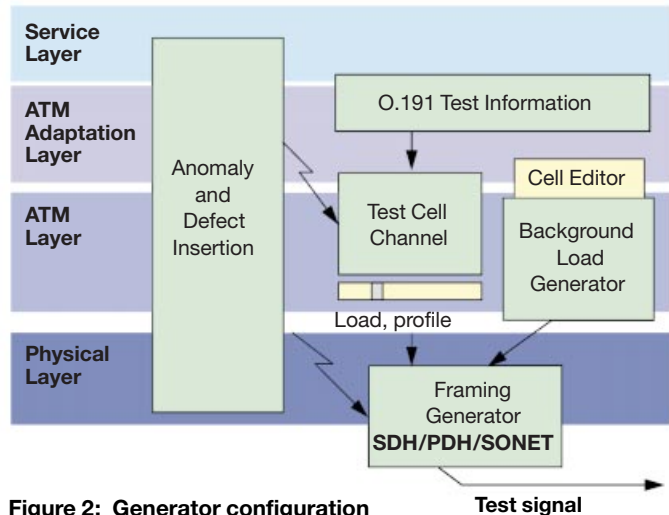 Service
Layer
ATM
Adaptation
Layer
ATM
Layer
Physical
Layer
Anomaly
and
Defect
Insertion
O.191 Test Information
Test Cell
Channel
Load, profile
Cell Editor
Background
Load
Generator
Framing
Generator
SDH/PDH/SONET
Test signal
Figure 2: Generator configuration